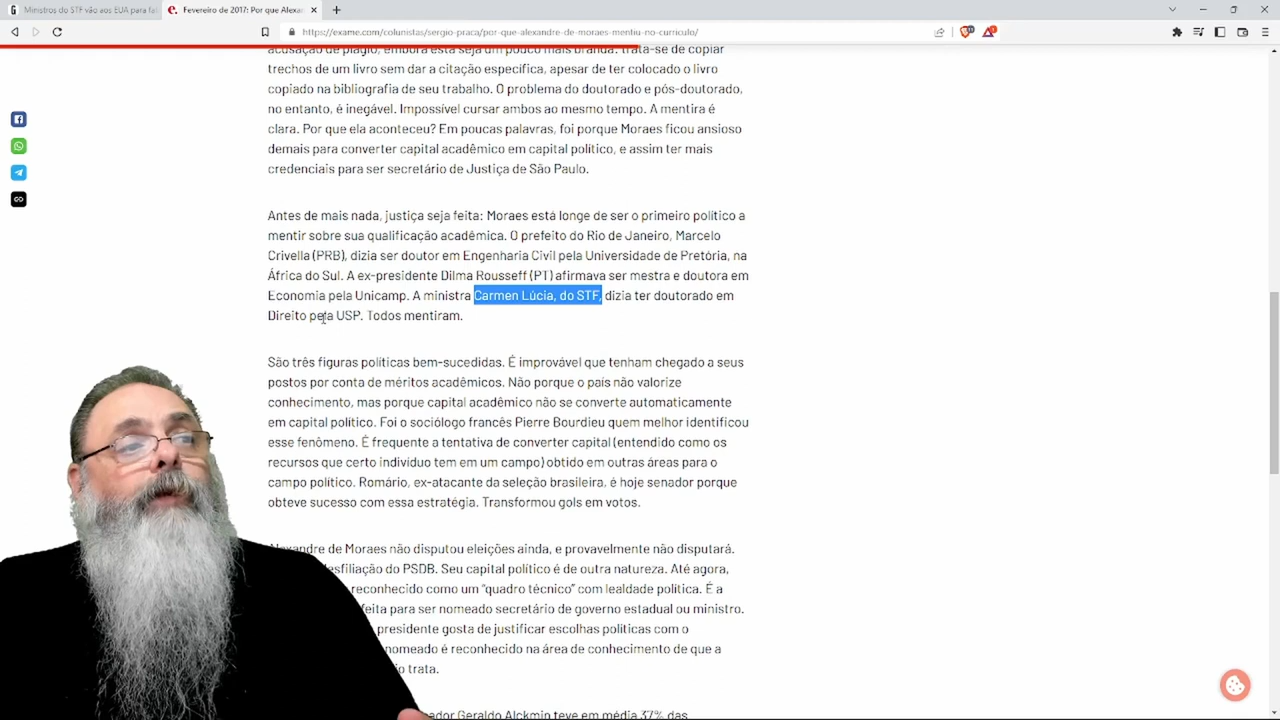 Ministros do STF vão aos EUA para fal
Fevereiro de 2017: Por que Alexan
https://exame.com/colunistas/sergio-praca/por-que-alexandre-de-moraes-mentiu-no-curriculo/
acusação de plágio, embora esta seja um pouco mais branda: trata-se de copiar
trechos de um livro sem dar a citação específica, apesar de ter colocado o livro
copiado na bibliografia de seu trabalho. O problema do doutorado e pós-doutorado,
no entanto, é inegável. Impossível cursar ambos ao mesmo tempo. A mentira é
clara. Por que ela aconteceu? Em poucas palavras, foi porque Moraes ficou ansioso
demais para converter capital acadêmico em capital político, e assim ter mais
credenciais para ser secretário de Justiça de São Paulo.
Antes de mais nada, justiça seja feita: Moraes está longe de ser o primeiro político a
mentir sobre sua qualificação acadêmica. O prefeito do Rio de Janeiro, Marcelo
Crivella (PRB), dizia ser doutor em Engenharia Civil pela Universidade de Pretória, na
África do Sul. A ex-presidente Dilma Rousseff (PT) afirmava ser mestra e doutora em
Economia pela Unicamp. A ministra Carmen Lúcia, do STF, dizia ter doutorado em
Direito pela USP. Todos mentiram.
São três figuras políticas bem-sucedidas. É improvável que tenham chegado a seus
postos por conta de méritos acadêmicos. Não porque o país não valorize
conhecimento, mas porque capital acadêmico não se converte automaticamente
em capital político. Foi o sociólogo francês Pierre Bourdieu quem melhor identificou
esse fenômeno. É frequente a tentativa de converter capital (entendido como os
recursos que certo indivíduo tem em um campo) obtido em outras áreas para o
campo político. Romário, ex-atacante da seleção brasileira, é hoje senador porque
obteve sucesso com essa estratégia. Transformou gols em votos.
Alexandre de Moraes não disputou eleições ainda, e provavelmente não disputará.
desfiliação do PSDB. Seu capital político é de outra natureza. Até agora,
reconhecido como um “quadro técnico” com lealdade política. É a
feita para ser nomeado secretário de governo estadual ou ministro.
presidente gosta de justificar escolhas políticas com o
nomeado é reconhecido na área de conhecimento de que a
trata.
Geraldo Alckmin teve em média 37% das